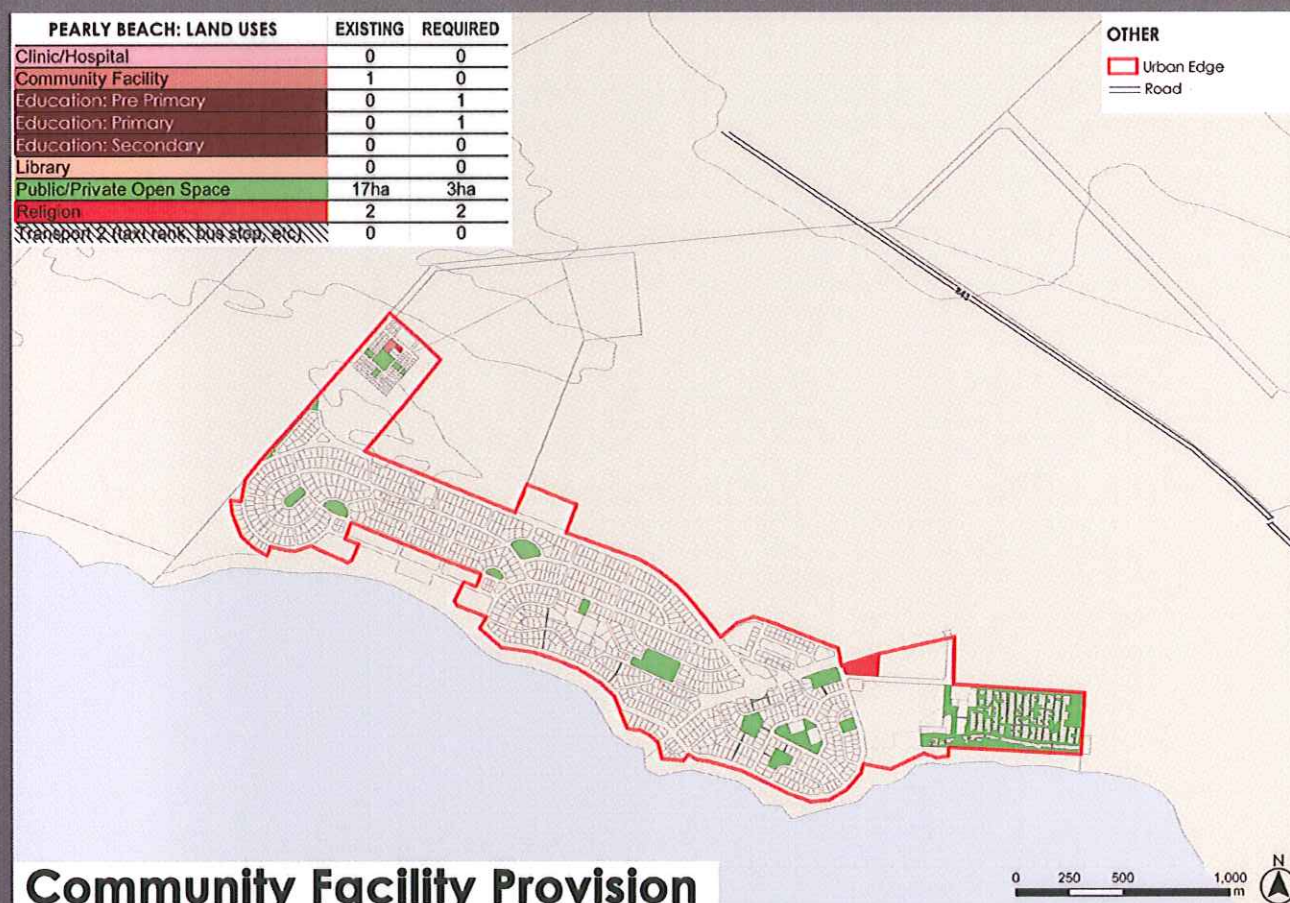 PEARLY BEACH: LAND USES EXISTING REQUIRED
Clinic/Hospital 0 0
Community Facility 1 0
Education: Pre Primary 0 1
Education: Primary 0 1
Education: Secondary 0 0
Library 0 0
Public/Private Open Space 17ha 3ha
Religion 2 2
Transport 2 (taxi rank, bus stop, etc) 0 0
OTHER
Urban Edge
Road
R43
Community Facility Provision
0 250 500 1,000
m
N